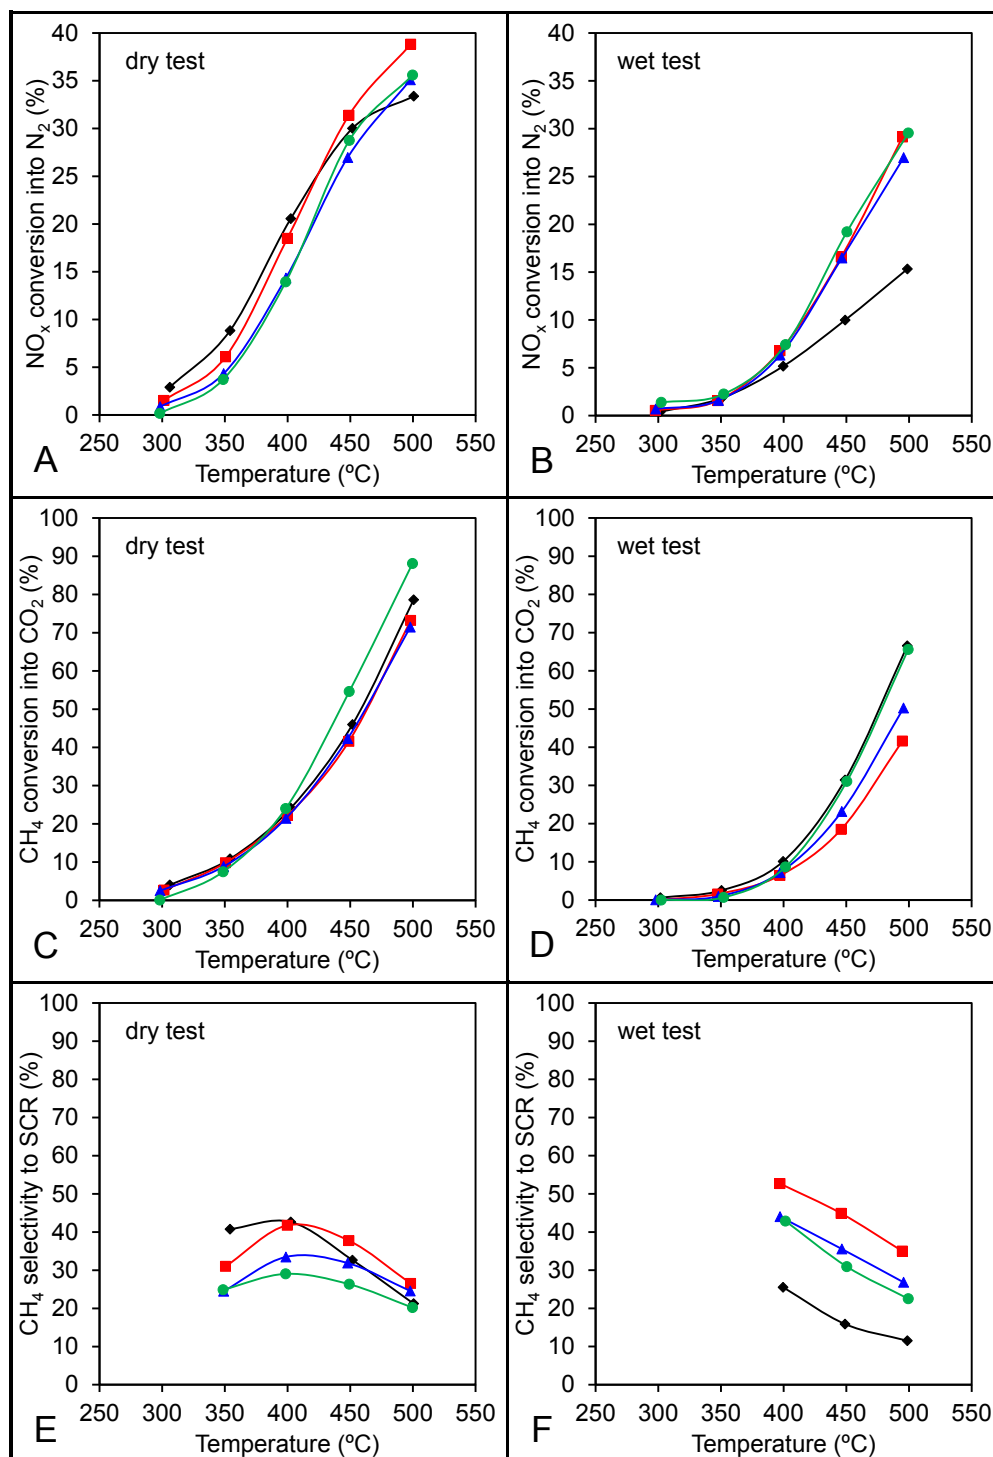 dry test
NOx conversion into N2 (%)
40
35
30
25
20
15
10
5
0
250 300 350 400 450 500 550
Temperature (ºC)
A
wet test
NOx conversion into N2 (%)
40
35
30
25
20
15
10
5
0
250 300 350 400 450 500 550
Temperature (ºC)
B
dry test
CH4 conversion into CO2 (%)
100
90
80
70
60
50
40
30
20
10
0
250 300 350 400 450 500 550
Temperature (ºC)
C
wet test
CH4 conversion into CO2 (%)
100
90
80
70
60
50
40
30
20
10
0
250 300 350 400 450 500 550
Temperature (ºC)
D
dry test
CH4 selectivity to SCR (%)
100
90
80
70
60
50
40
30
20
10
0
250 300 350 400 450 500 550
Temperature (ºC)
E
wet test
CH4 selectivity to SCR (%)
100
90
80
70
60
50
40
30
20
10
0
250 300 350 400 450 500 550
Temperature (ºC)
F